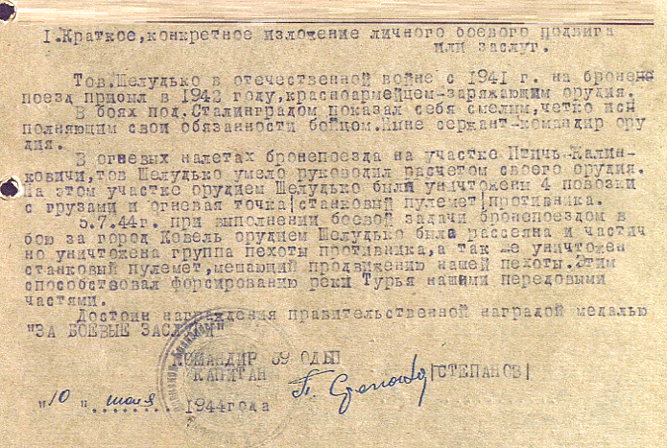 I.Краткое,конкретное изложение личного боевого подвига
или заслуг.
Тов.Шелудько в отечественной войне с 1941 г. на бронепо
поезд прибыл в 1942 году,красноармейцем-заряжающим орудия.
В боях под.Сталинградом показал себя смелым,четко исп
полняющим свои обязанности бойцом.Ныне сержант-командир ору
дия.
В огневых налетах бронепоезда на участке Птичь-Калин-
ковичи,тов Шелудько умело руководил расчетом своего орудия.
На этом участке орудием Шелудько были уничтожены 4 повозки
с грузами и огневая точка|станковый пулемет|противника.
5.7.44г. при выполнении боевой задачи бронепоездом в
бою за город Ковель орудием Шелудько была рассеяна и частич
но уничтожена группа пехоты противника,а так же уничтожен
станковый пулемет,мешающий продвижению нашей пехоты.Этим
способствовал форсированию реки Турья нашими передовыми
частями.
Достоин награждения правительственной наградой медалью
"ЗА БОЕВЫЕ ЗАСЛУГИ"
КОМАНДИР 39 ОДБП
КАПИТАН |СТЕПАНОВ|
"10" июля 1944года